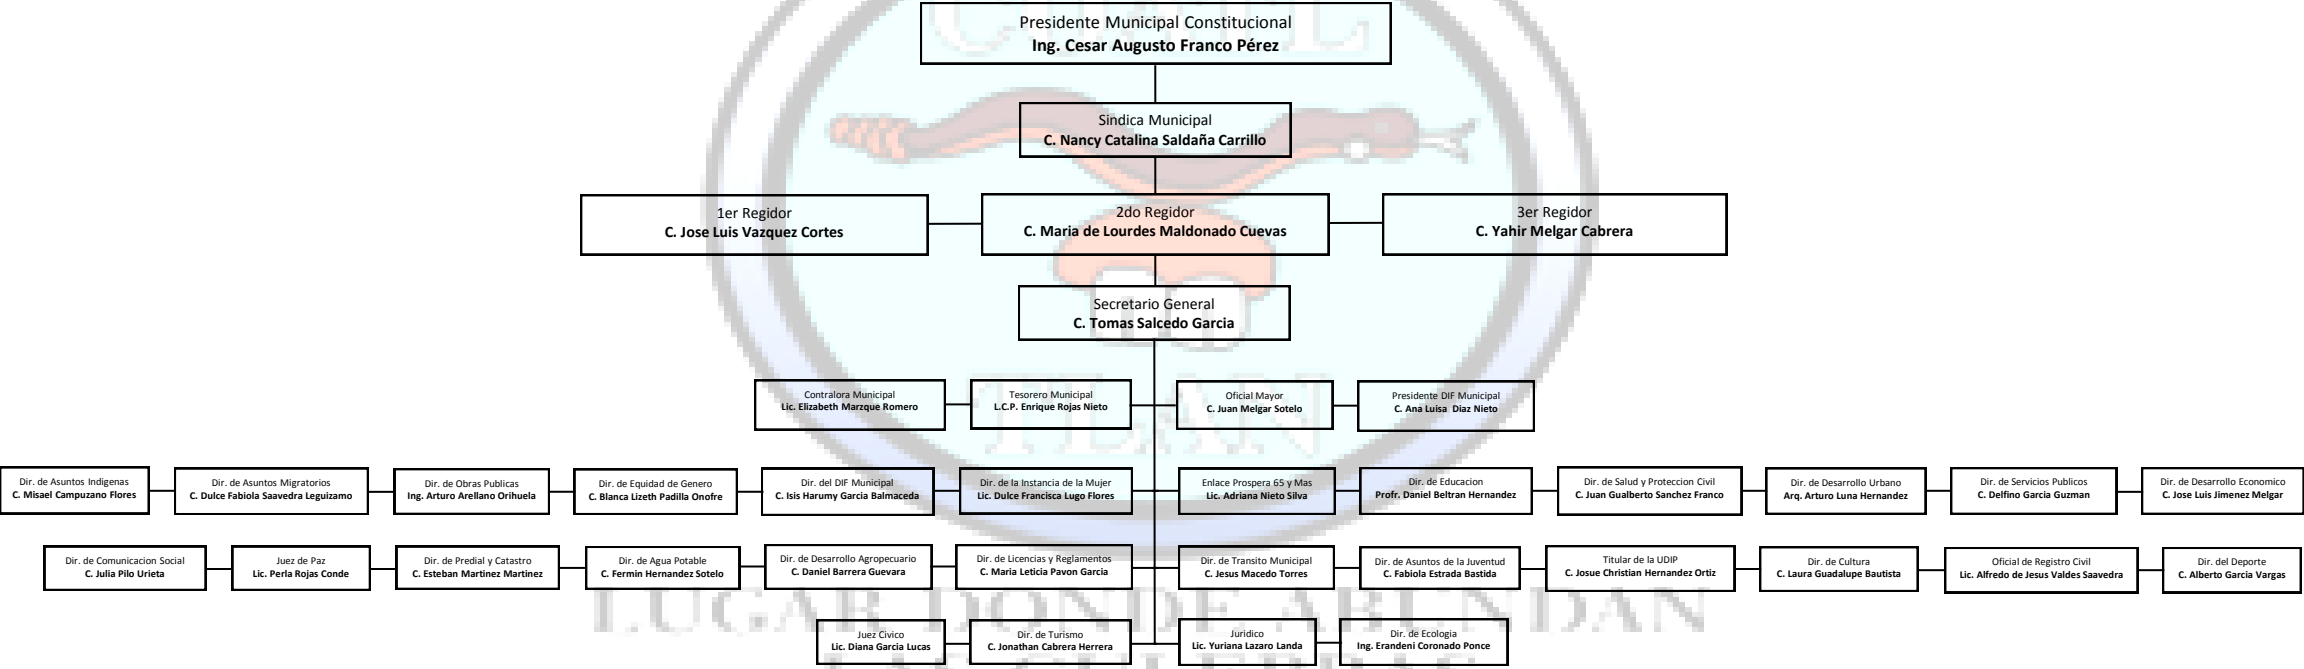 Presidente Municipal Constitucional
Ing. Cesar Augusto Franco Pérez
Sindica Municipal
C. Nancy Catalina Saldaña Carrillo
1er Regidor
C. Jose Luis Vazquez Cortes
2do Regidor
C. Maria de Lourdes Maldonado Cuevas
3er Regidor
C. Yahir Melgar Cabrera
Secretario General
C. Tomas Salcedo Garcia
Contralora Municipal
Lic. Elizabeth Marzque Romero
Tesorero Municipal
L.C.P. Enrique Rojas Nieto
Oficial Mayor
C. Juan Melgar Sotelo
Presidente DIF Municipal
C. Ana Luisa Diaz Nieto
TLAN
Dir. de Asuntos Indigenas
C. Misael Campuzano Flores
Dir. de Asuntos Migratorios
C. Dulce Fabiola Saavedra Leguizamo
Dir. de Obras Publicas
Ing. Arturo Arellano Orihuela
Dir. de Equidad de Genero
C. Blanca Lizeth Padilla Onofre
Dir. del DIF Municipal
C. Isis Harumy Garcia Balmaceda
Dir. de la Instancia de la Mujer
Lic. Dulce Francisca Lugo Flores
Enlace Prospera 65 y Mas
Lic. Adriana Nieto Silva
Dir. de Educacion
Profr. Daniel Beltran Hernandez
Dir. de Salud y Proteccion Civil
C. Juan Gualberto Sanchez Franco
Dir. de Desarrollo Urbano
Arq. Arturo Luna Hernandez
Dir. de Servicios Publicos
C. Delfino Garcia Guzman
Dir. de Desarrollo Economico
C. Jose Luis Jimenez Melgar
Dir. de Comunicacion Social
C. Julia Pilo Urieta
Juez de Paz
Lic. Perla Rojas Conde
Dir. de Predial y Catastro
C. Esteban Martinez Martinez
Dir. de Agua Potable
C. Fermin Hernandez Sotelo
Dir. de Desarrollo Agropecuario
C. Daniel Barrera Guevara
Dir. de Licencias y Reglamentos
C. Maria Leticia Pavon Garcia
Dir. de Transito Municipal
C. Jesus Macedo Torres
Dir. de Asuntos de la Juventud
C. Fabiola Estrada Bastida
Titular de la UDIP
C. Josue Christian Hernandez Ortiz
Dir. de Cultura
C. Laura Guadalupe Bautista
Oficial de Registro Civil
Lic. Alfredo de Jesus Valdes Saavedra
Dir. del Deporte
C. Alberto Garcia Vargas
LUGAR DONDE ABUNDAN
Juez Civico
Lic. Diana Garcia Lucas
Dir. de Turismo
C. Jonathan Cabrera Herrera
Juridico
Lic. Yuriana Lazaro Landa
Dir. de Ecologia
Ing. Erandeni Coronado Ponce